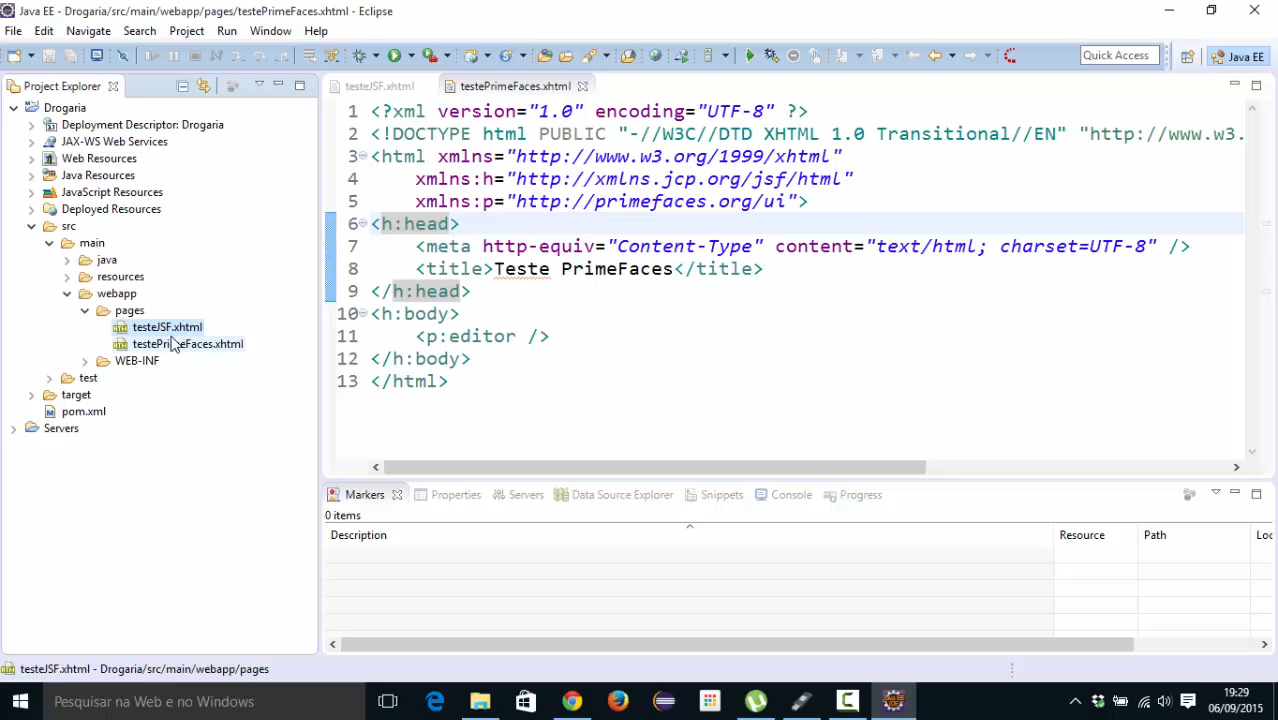 Java EE - Drogaria/src/main/webapp/pages/testePrimeFaces.xhtml - Eclipse
File Edit Navigate Search Project Run Window Help
Quick Access
Java EE
Project Explorer
Drogaria
Deployment Descriptor: Drogaria
JAX-WS Web Services
Web Resources
Java Resources
JavaScript Resources
Deployed Resources
src
main
java
resources
webapp
pages
testeJSF.xhtml
testePrimeFaces.xhtml
WEB-INF
test
target
pom.xml
Servers
testeJSF.xhtml testePrimeFaces.xhtml
1 <?xml version="1.0" encoding="UTF-8" ?>
2 <!DOCTYPE html PUBLIC "-//W3C//DTD XHTML 1.0 Transitional//EN" "http://www.w3.
3 <html xmlns="http://www.w3.org/1999/xhtml"
4 xmlns:h="http://xmlns.jcp.org/jsf/html"
5 xmlns:p="http://primefaces.org/ui">
6 <h:head>
7 <meta http-equiv="Content-Type" content="text/html; charset=UTF-8" />
8 <title>Teste PrimeFaces</title>
9 </h:head>
10 <h:body>
11 <p:editor />
12 </h:body>
13 </html>
Markers Properties Servers Data Source Explorer Snippets Console Progress
0 items
Description Resource Path Loc
testeJSF.xhtml - Drogaria/src/main/webapp/pages
Pesquisar na Web e no Windows
19:29
06/09/2015